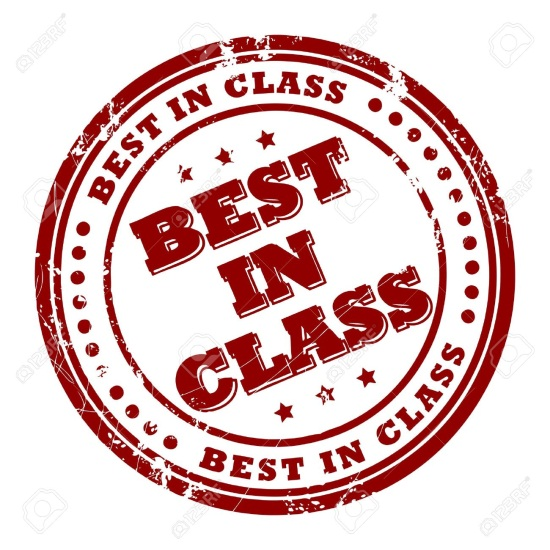 BEST IN CLASS
BEST
IN
CLASS
BEST IN CLASS